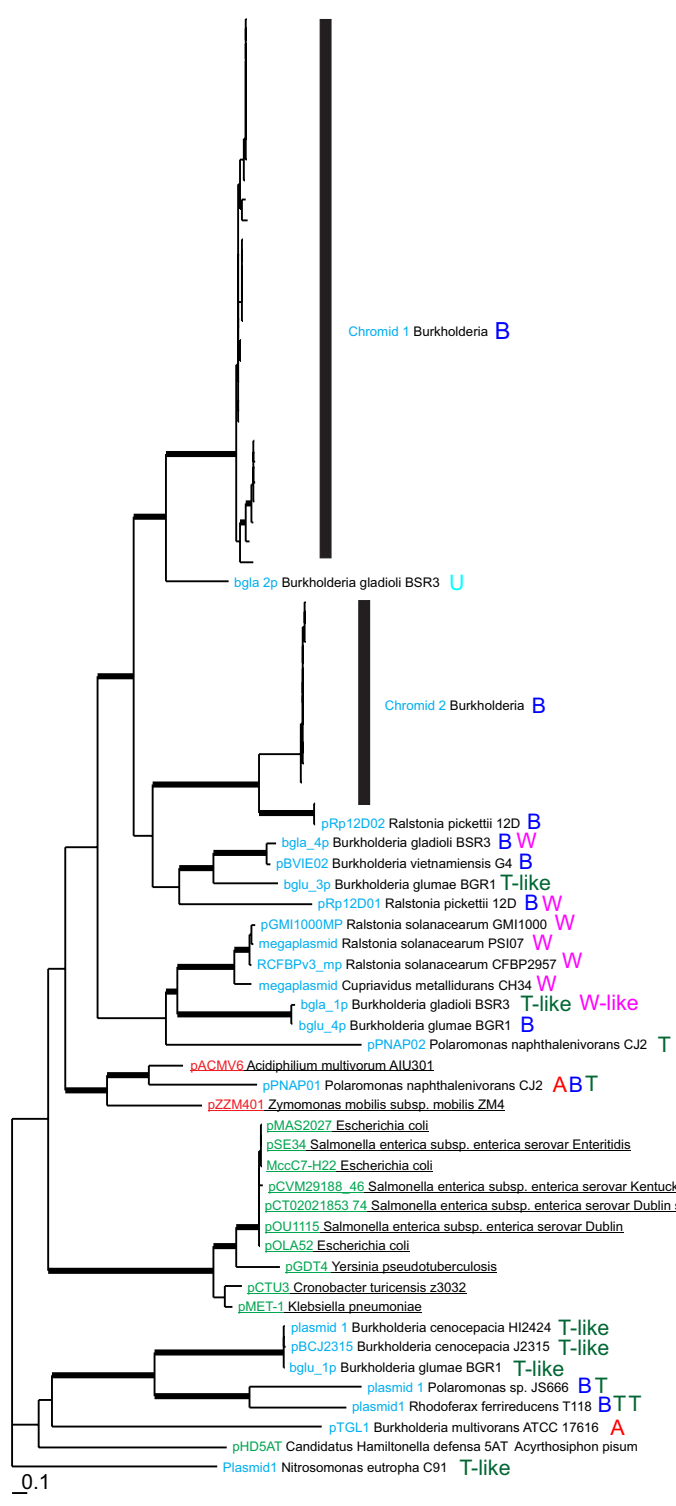 Chromid 1 Burkholderia B
bgla 2p Burkholderia gladioli BSR3 U
Chromid 2 Burkholderia B
pRp12D02 Ralstonia pickettii 12D B
bgla_4p Burkholderia gladioli BSR3 B W
pBVIE02 Burkholderia vietnamiensis G4 B
bglu_3p Burkholderia glumae BGR1 T-like
pRp12D01 Ralstonia pickettii 12D B W
pGMI1000MP Ralstonia solanacearum GMI1000 W
megaplasmid Ralstonia solanacearum PSI07 W
RCFBPv3_mp Ralstonia solanacearum CFBP2957 W
megaplasmid Cupriavidus metallidurans CH34 W
bgla_1p Burkholderia gladioli BSR3 T-like W-like
bglu_4p Burkholderia glumae BGR1 B
pPNAP02 Polaromonas naphthalenivorans CJ2 T
pACMV6 Acidiphilium multivorum AIU301
pPNAP01 Polaromonas naphthalenivorans CJ2 A B T
pZZM401 Zymomonas mobilis subsp. mobilis ZM4
pMAS2027 Escherichia coli
pSE34 Salmonella enterica subsp. enterica serovar Enteritidis
MccC7-H22 Escherichia coli
pCVM29188_46 Salmonella enterica subsp. enterica serovar Kentuck
pCT02021853 74 Salmonella enterica subsp. enterica serovar Dublin s
pOU1115 Salmonella enterica subsp. enterica serovar Dublin
pOLA52 Escherichia coli
pGDT4 Yersinia pseudotuberculosis
pCTU3 Cronobacter turicensis z3032
pMET-1 Klebsiella pneumoniae
plasmid 1 Burkholderia cenocepacia HI2424 T-like
pBCJ2315 Burkholderia cenocepacia J2315 T-like
bglu_1p Burkholderia glumae BGR1 T-like
plasmid 1 Polaromonas sp. JS666 B T
plasmid1 Rhodoferax ferrireducens T118 B T T
pTGL1 Burkholderia multivorans ATCC 17616 A
pHD5AT Candidatus Hamiltonella defensa 5AT Acyrthosiphon pisum
Plasmid1 Nitrosomonas eutropha C91 T-like
0.1